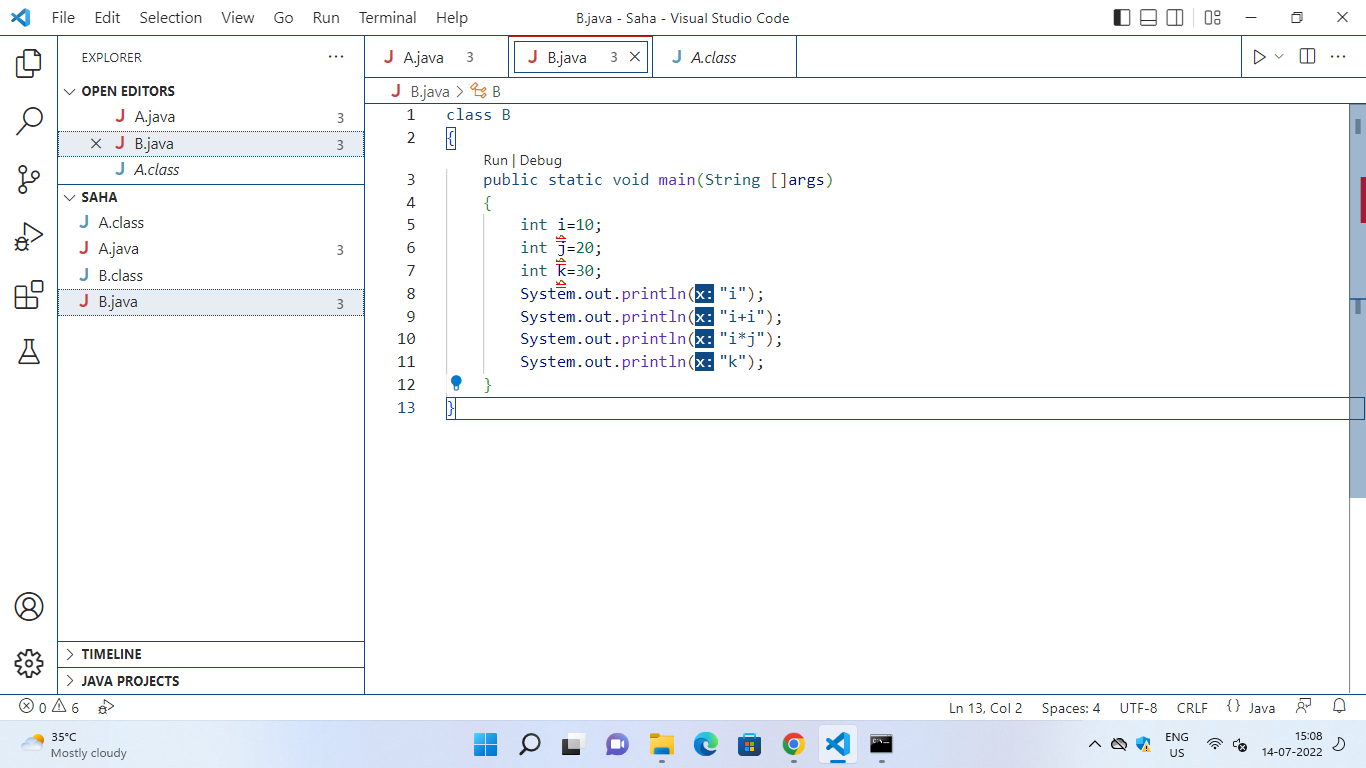 File Edit Selection View Go Run Terminal Help
B.java - Saha - Visual Studio Code
EXPLORER
OPEN EDITORS
A.java 3
B.java 3
A.class
SAHA
A.class
A.java 3
B.class
B.java 3
TIMELINE
JAVA PROJECTS
A.java 3
B.java 3
A.class
B.java > B
1 class B
2 {
Run | Debug
3 public static void main(String []args)
4 {
5 int i=10;
6 int j=20;
7 int k=30;
8 System.out.println(x: "i");
9 System.out.println(x: "i+i");
10 System.out.println(x: "i*j");
11 System.out.println(x: "k");
12 }
13 }
0 6
Ln 13, Col 2 Spaces: 4 UTF-8 CRLF {} Java
35°C
Mostly cloudy
ENG
US
15:08
14-07-2022